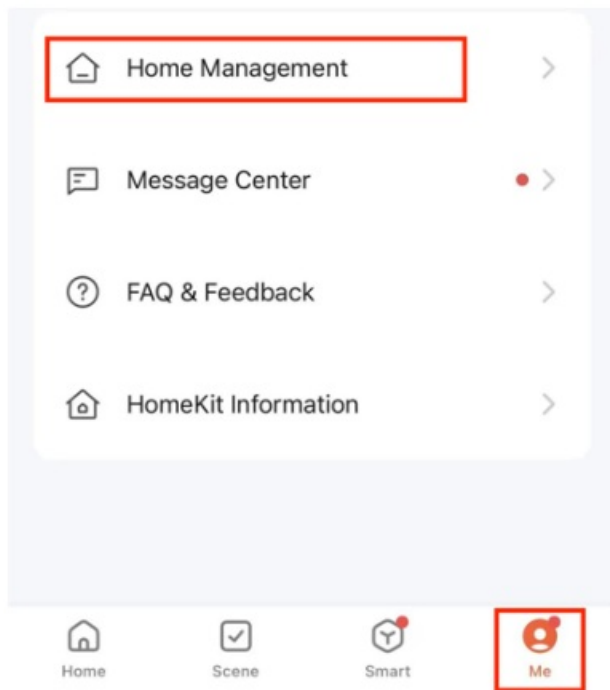 Home Management
Message Center
FAQ & Feedback
HomeKit Information
Home
Scene
Smart
Me